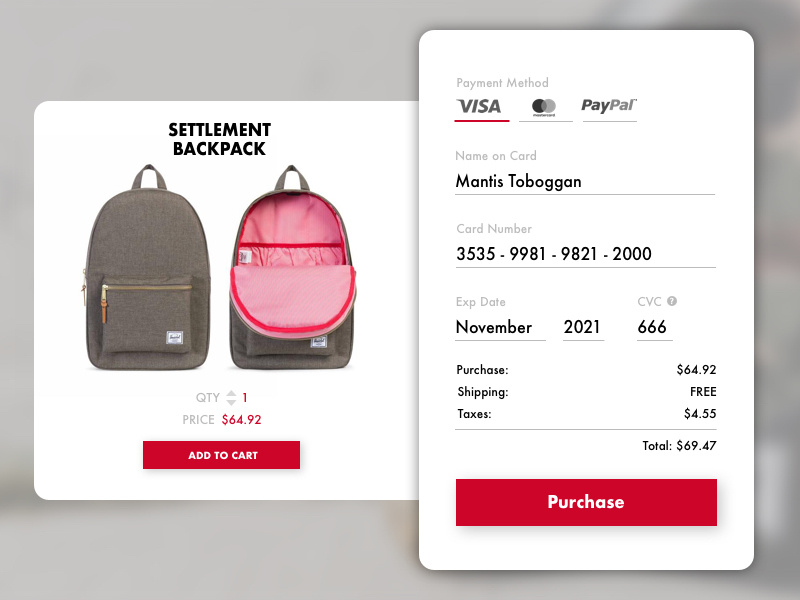 SETTLEMENT
BACKPACK
QTY 1
PRICE $64.92
ADD TO CART
Payment Method
VISA mastercard PayPal
Name on Card
Mantis Toboggan
Card Number
3535 - 9981 - 9821 - 2000
Exp Date CVC ?
November 2021 666
Purchase: $64.92
Shipping: FREE
Taxes: $4.55
Total: $69.47
Purchase